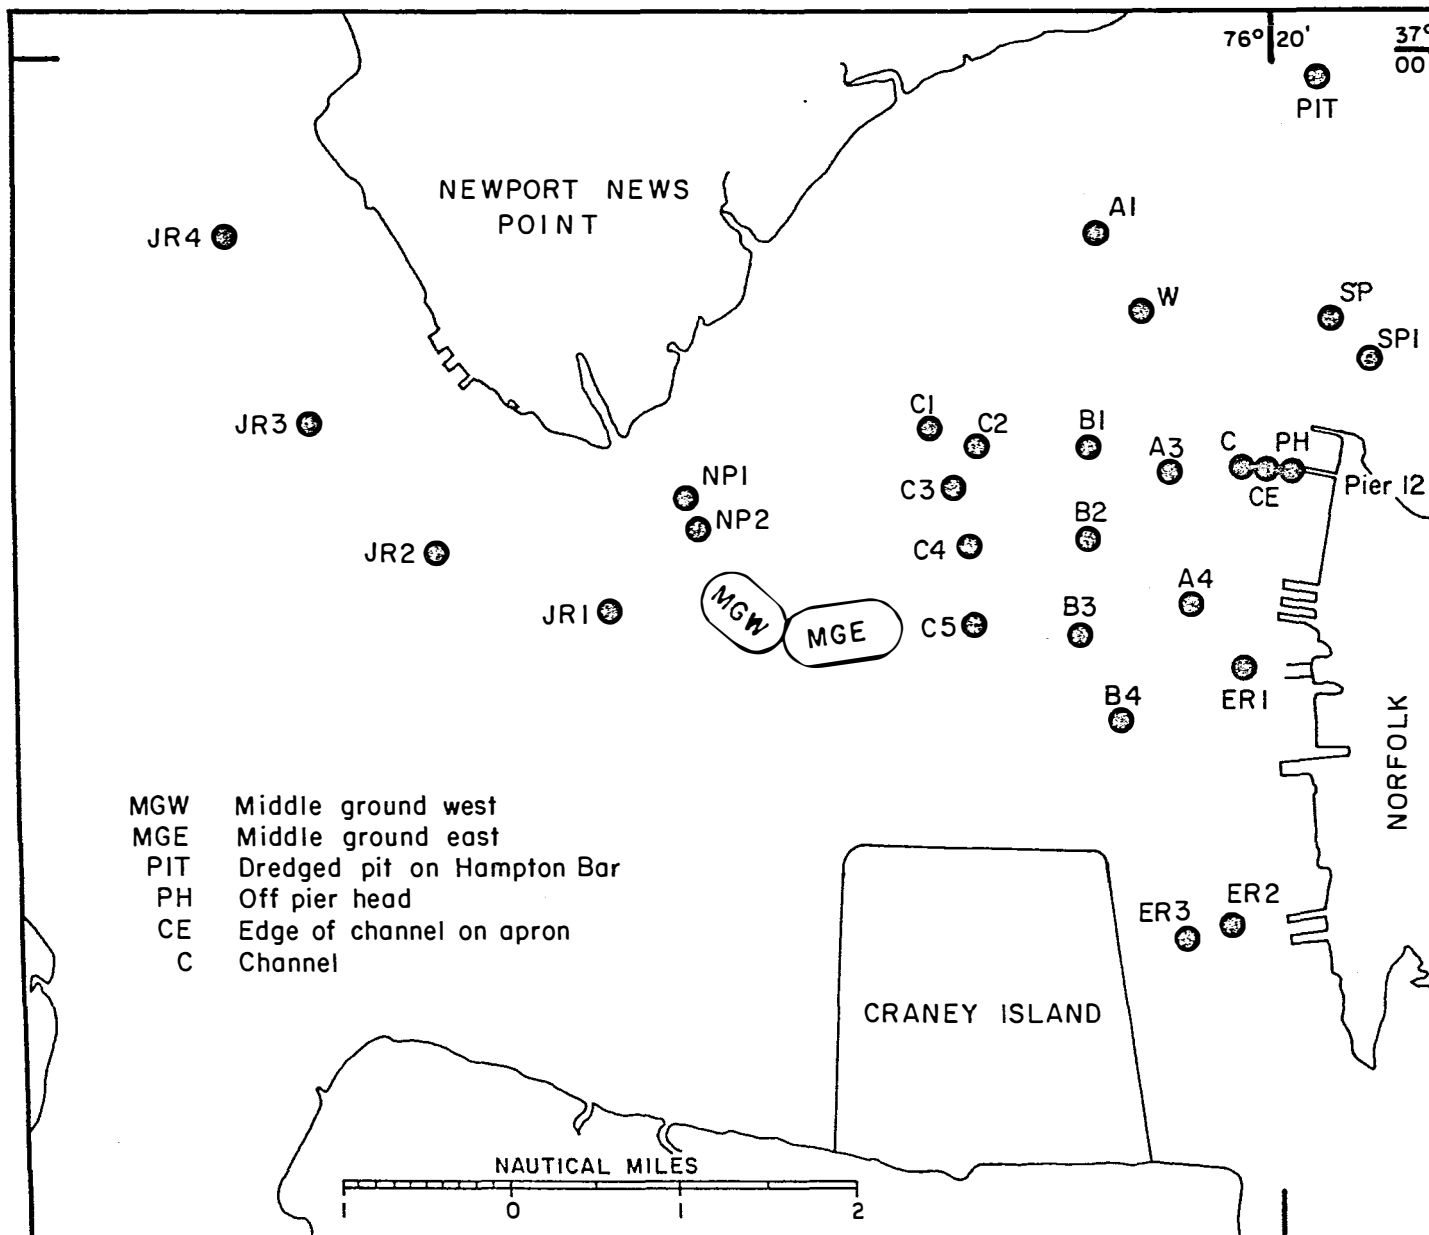 76° 20'
37°
00
PIT
NEWPORT NEWS
POINT
A1
JR4
W
SP
SP1
C1
C2
B1
A3
C
PH
JR3
CE
Pier 12
NP1
C3
NP2
B2
JR2
C4
A4
MGW
MGE
JR1
C5
B3
ER1
B4
NORFOLK
MGW Middle ground west
MGE Middle ground east
PIT Dredged pit on Hampton Bar
PH Off pier head
CE Edge of channel on apron
C Channel
ER3
ER2
CRANEY ISLAND
NAUTICAL MILES
1 0 1 2